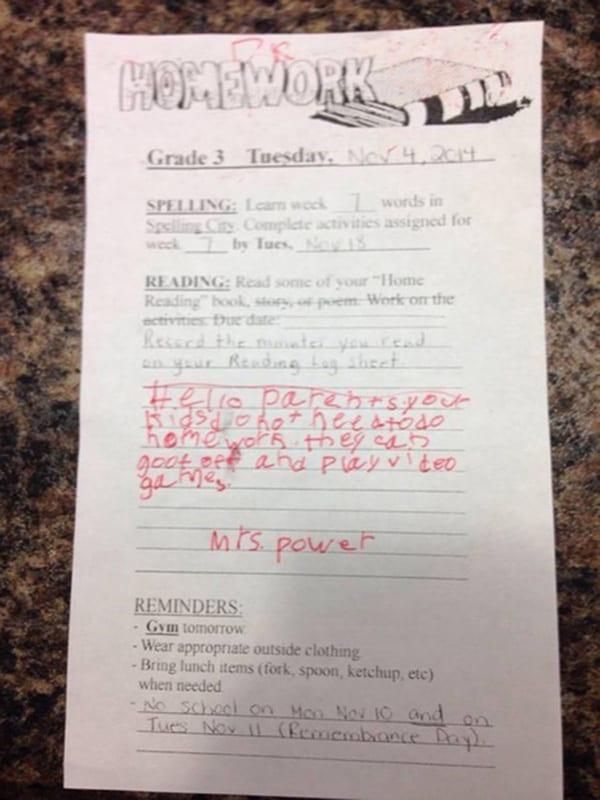 HOMEWORK
Grade 3 Tuesday, Nov 4, 2014
SPELLING: Learn week 7 words in
Spelling City. Complete activities assigned for
week 7 by Tues. Nov 18
READING: Read some of your “Home
Reading” book, story, or poem. Work on the
activities. Due date:
Record the minutes you read
on your Reading Log sheet
Hello parents your
kids do not need to do
homework. they can
goof off and play video
games.
Mrs. power
REMINDERS:
- Gym tomorrow
- Wear appropriate outside clothing
- Bring lunch items (fork, spoon, ketchup, etc)
when needed
- No school on Mon Nov 10 and on
Tues Nov 11 (Remembrance Day).